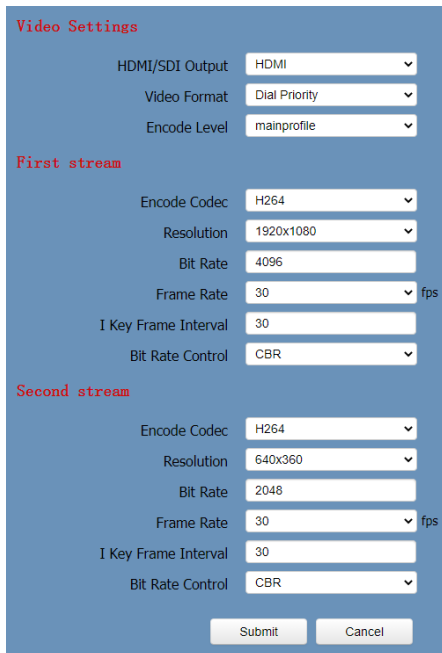 Video Settings
HDMI/SDI Output HDMI
Video Format Dial Priority
Encode Level mainprofile
First stream
Encode Codec H264
Resolution 1920x1080
Bit Rate 4096
Frame Rate 30 fps
I Key Frame Interval 30
Bit Rate Control CBR
Second stream
Encode Codec H264
Resolution 640x360
Bit Rate 2048
Frame Rate 30 fps
I Key Frame Interval 30
Bit Rate Control CBR
Submit Cancel